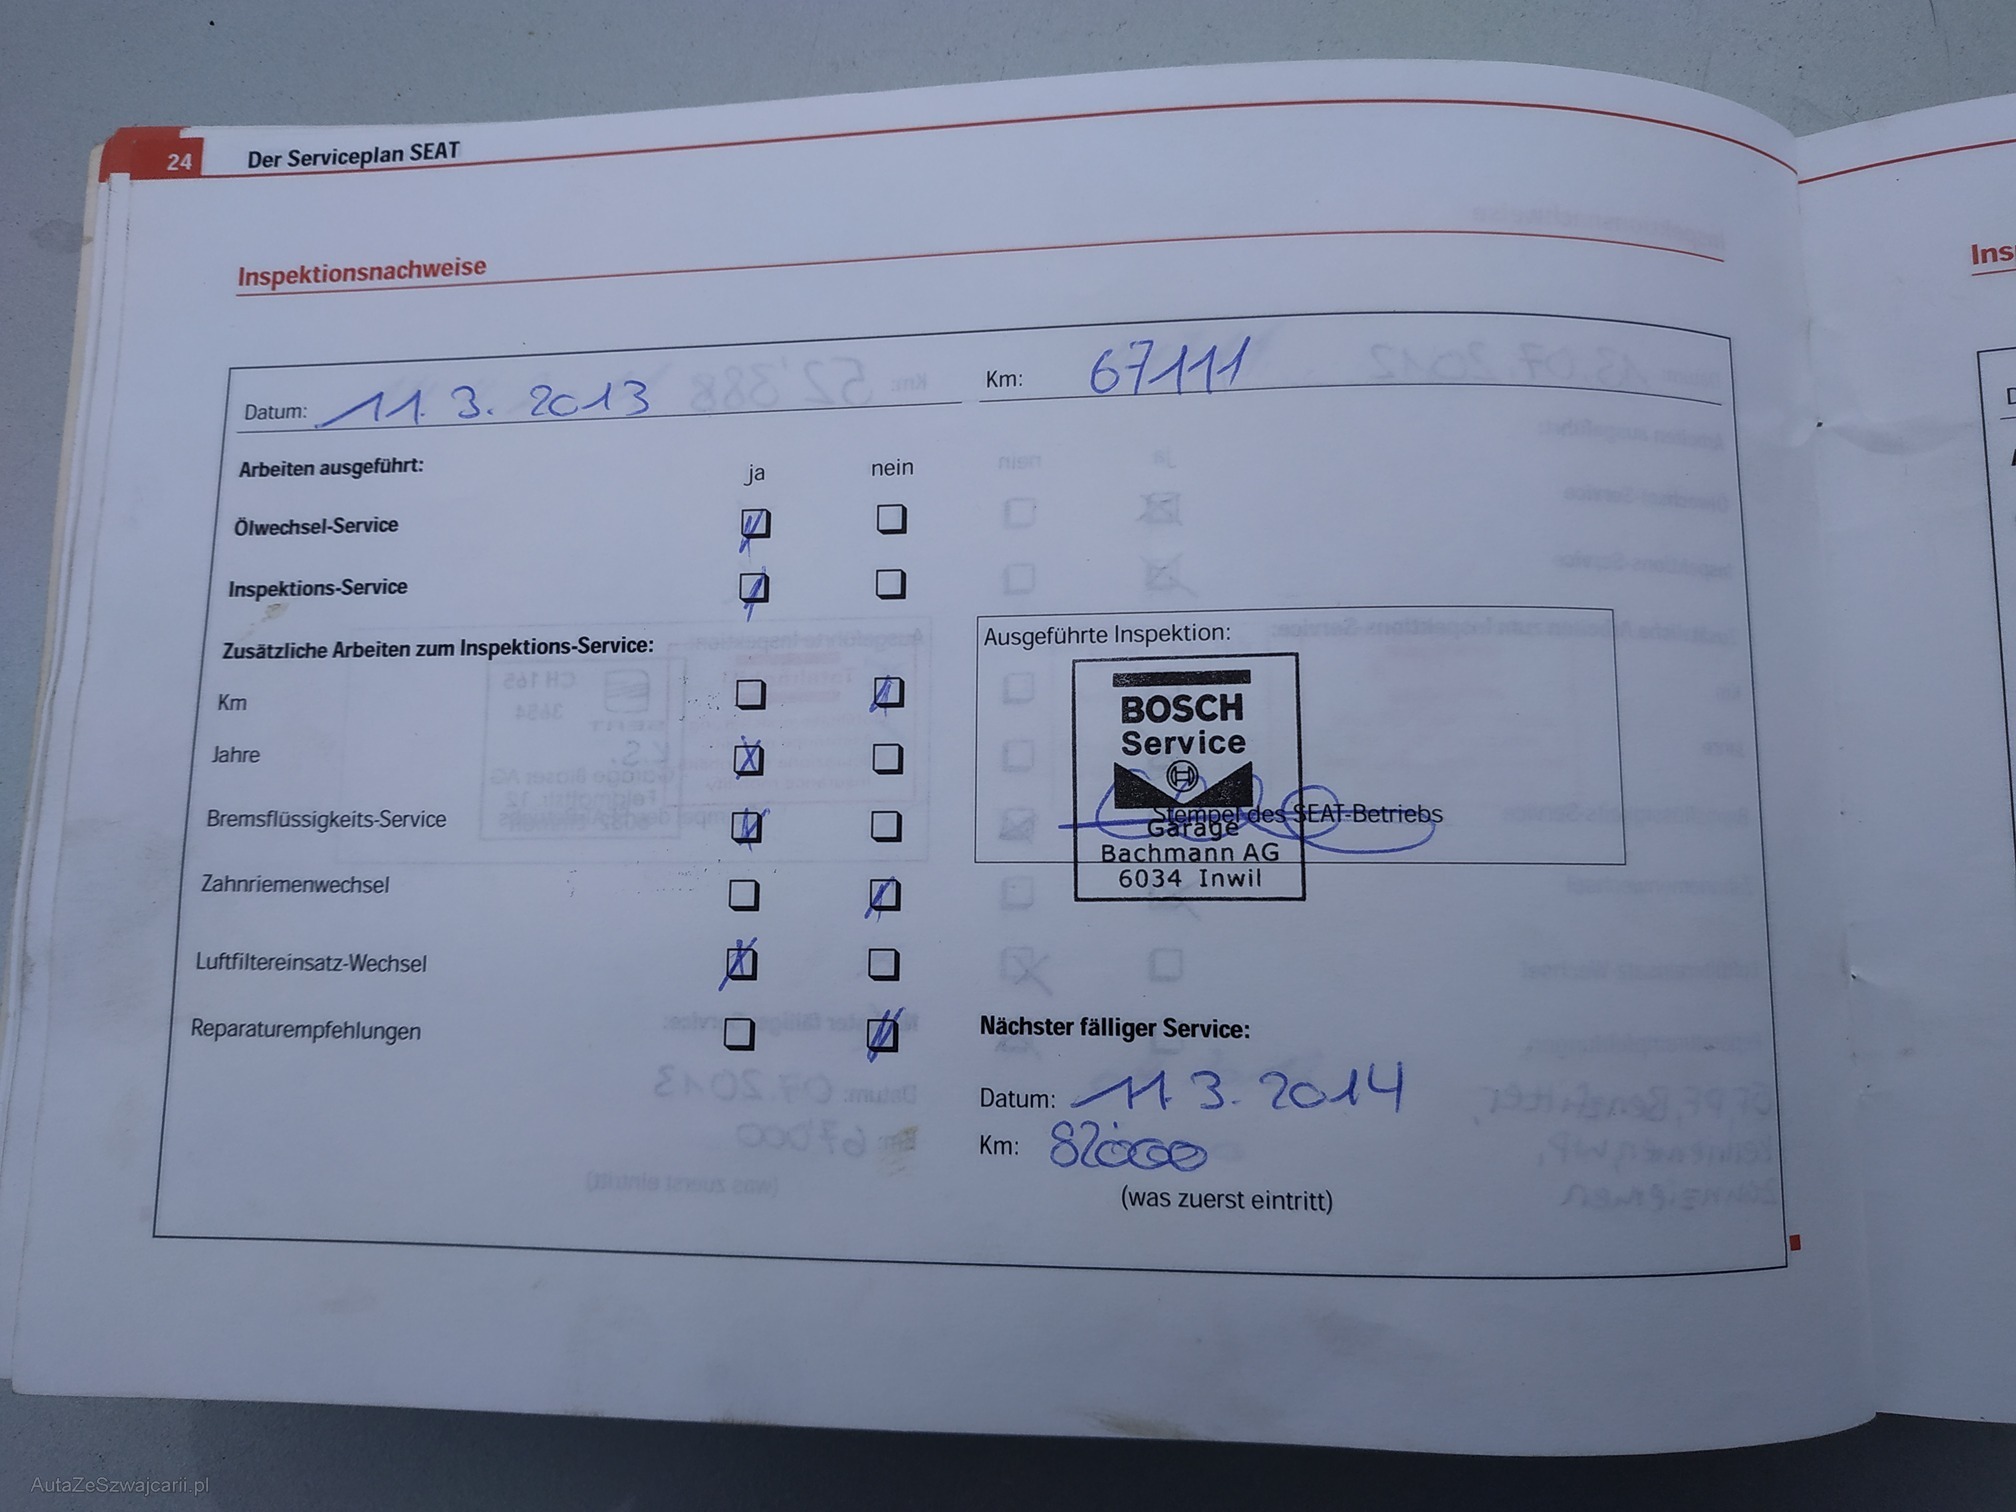 24 Der Serviceplan SEAT
Inspektionsnachweise
Ins
Datum: 11.3.2013 Km: 67111
Arbeiten ausgeführt: ja nein
Ölwechsel-Service
Inspektions-Service
Zusätzliche Arbeiten zum Inspektions-Service:
Km
Jahre
Bremsflüssigkeits-Service
Zahnriemenwechsel
Luftfiltereinsatz-Wechsel
Reparaturempfehlungen
Ausgeführte Inspektion:
BOSCH
Service
Stempel des SEAT-Betriebs
Garage
Bachmann AG
6034 Inwil
Nächster fälliger Service:
Datum: 11.3.2014
Km: 82'000
(was zuerst eintritt)
AutaZeSzwajcarii.pl